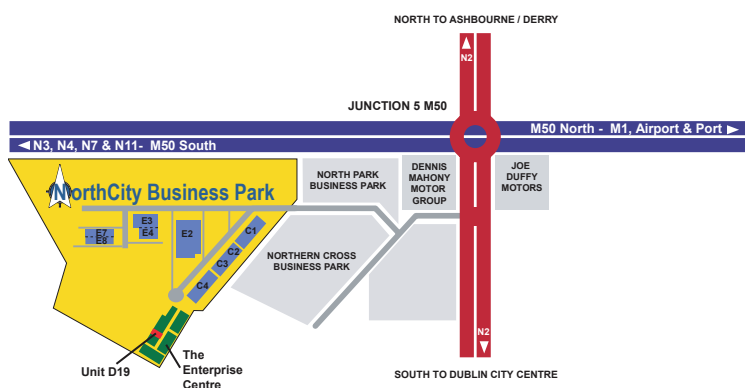 NORTH TO ASHBOURNE / DERRY
N2
JUNCTION 5 M50
M50 North - M1, Airport & Port
N3, N4, N7 & N11- M50 South
NorthCity Business Park
NORTH PARK
BUSINESS PARK
DENNIS
MAHONY
MOTOR
GROUP
JOE
DUFFY
MOTORS
E3
E4
E7
E8
E2
C1
C2
C3
C4
NORTHERN CROSS
BUSINESS PARK
N2
Unit D19
The
Enterprise
Centre
SOUTH TO DUBLIN CITY CENTRE